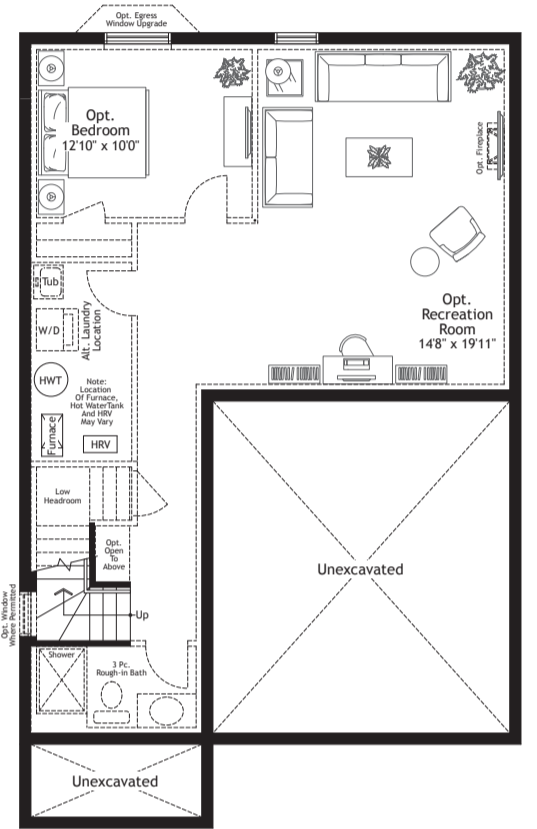 Opt. Egress
Window Upgrade
Opt.
Bedroom
12'10" x 10'0"
Opt. Fireplace
Opt.
Recreation
Room
14'8" x 19'11"
Tub
W/D
Alt. Laundry
Location
HWT
Note:
Location
Of Furnace,
Hot WaterTank
And HRV
May Vary
Furnace
HRV
Low
Headroom
Opt.
Open
To
Above
Unexcavated
Opt. Window
Where Permitted
Up
Shower
3 Pc.
Rough-in Bath
Unexcavated